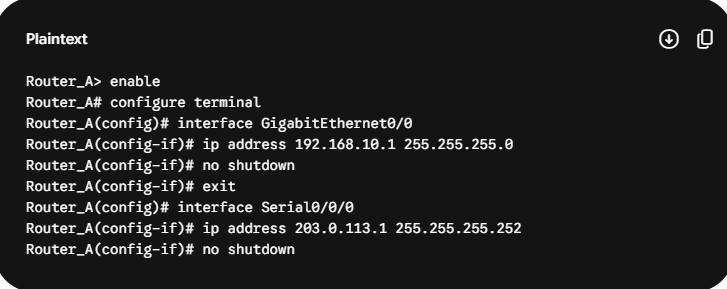 Plaintext
Router_A> enable
Router_A# configure terminal
Router_A(config)# interface GigabitEthernet0/0
Router_A(config-if)# ip address 192.168.10.1 255.255.255.0
Router_A(config-if)# no shutdown
Router_A(config-if)# exit
Router_A(config)# interface Serial0/0/0
Router_A(config-if)# ip address 203.0.113.1 255.255.255.252
Router_A(config-if)# no shutdown